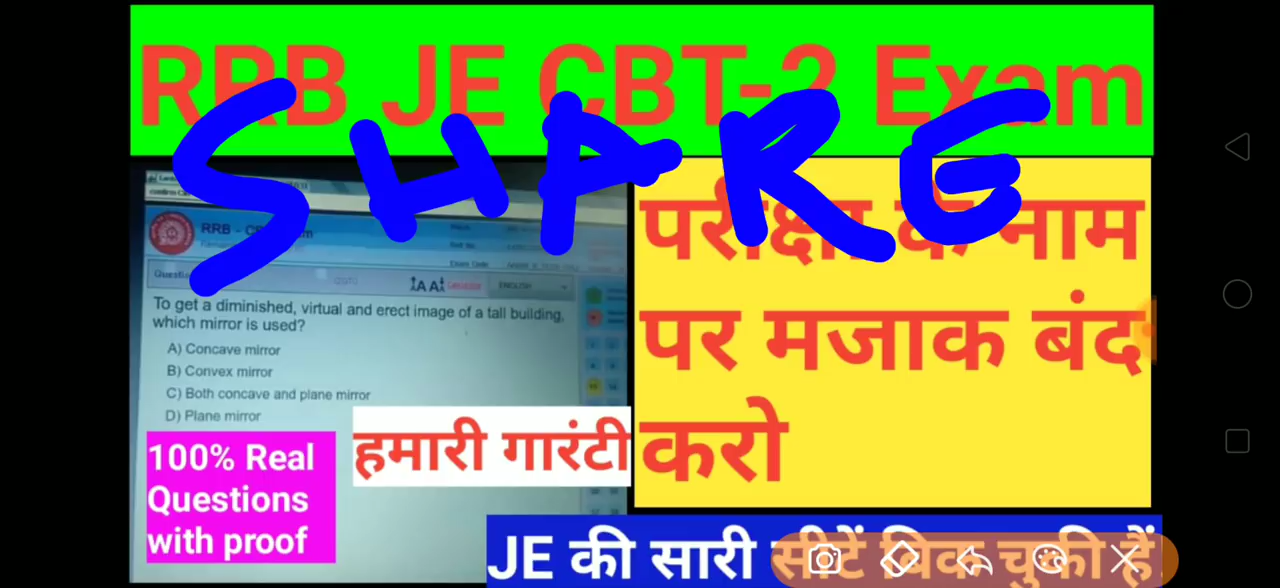 RRB JE CBT-2 Exam
SHARE
परीक्षा के नाम
पर मजाक बंद
करो
RRB -
ENGLISH
To get a diminished, virtual and erect image of a tall building,
which mirror is used?
A) Concave mirror
B) Convex mirror
C) Both concave and plane mirror
D) Plane mirror
हमारी गारंटी
100% Real
Questions
with proof
JE की सारी सीटें बिक चुकी हैं